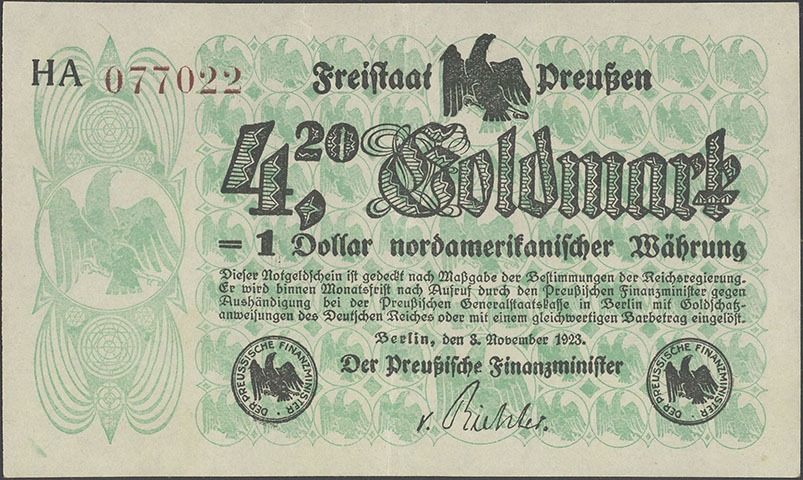 HA 077022
Freistaat Preußen
4,20 Goldmark
= 1 Dollar nordamerikanischer Währung
Dieser Notgeldschein ist gedeckt nach Maßgabe der Bestimmungen der Reichsregierung.
Er wird binnen Monatsfrist nach Aufruf durch den Preußischen Finanzminister gegen
Aushändigung bei der Preußischen Generalstaatskasse in Berlin mit Goldschatz-
anweisungen des Deutschen Reiches oder mit einem gleichwertigen Barbetrag eingelöst.
Berlin, den 3. November 1923.
Der Preußische Finanzminister
v. Richter.
DER PREUSSISCHE FINANZMINISTER
DER PREUSSISCHE FINANZMINISTER